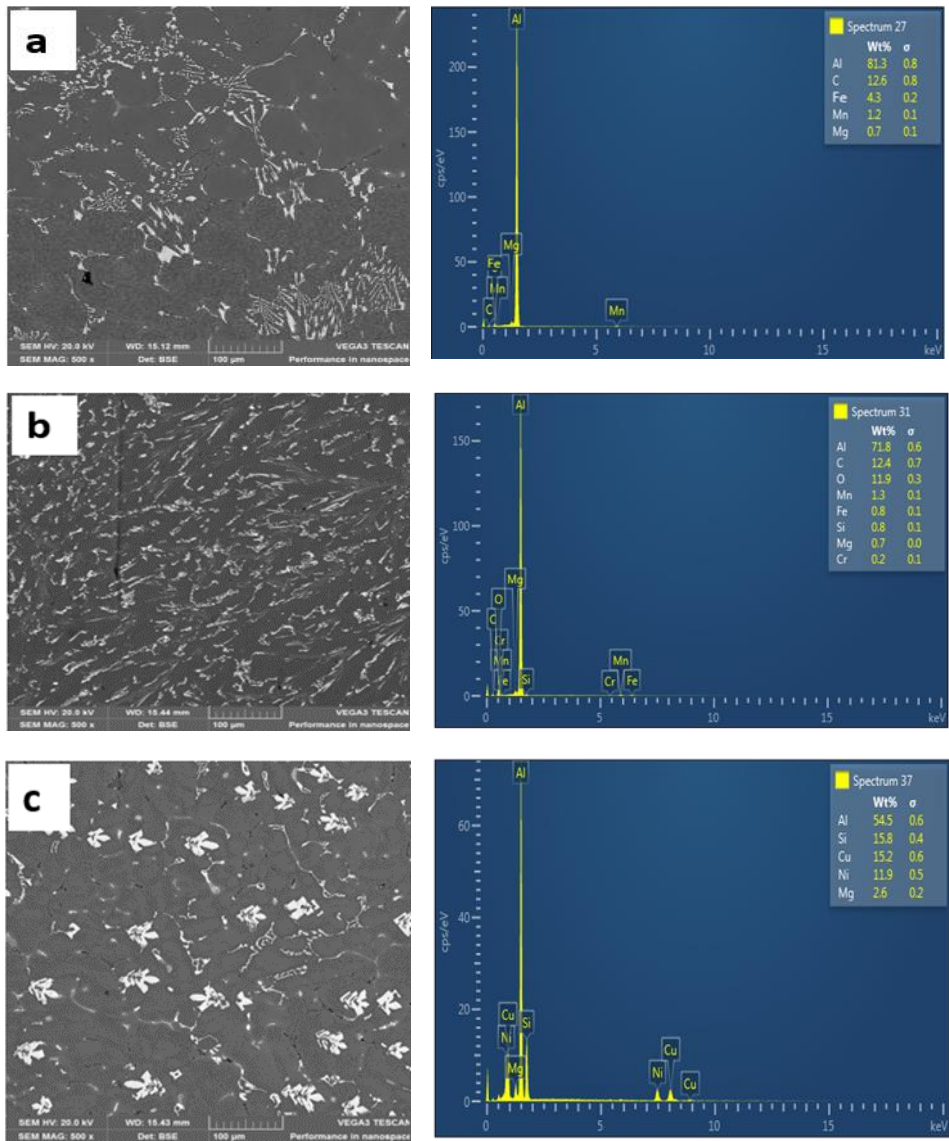 a
SEM HV: 20.0 kV WD: 15.12 mm VEGA3 TESCAN
SEM MAG: 500 x Det: BSE 100 µm Performance in nanospace
Al
Mg
Fe
Mn
C
Mn
cps/eV
200
150
100
50
0
0 5 10 15 keV
Spectrum 27
Wt% σ
Al 81.3 0.8
C 12.6 0.8
Fe 4.3 0.2
Mn 1.2 0.1
Mg 0.7 0.1
b
SEM HV: 20.0 kV WD: 15.44 mm VEGA3 TESCAN
SEM MAG: 500 x Det: BSE 100 µm Performance in nanospace
Al
Mg
O
C
Cr
Mn
Si
Cr
Mn
Fe
cps/eV
150
100
50
0
0 5 10 15 keV
Spectrum 31
Wt% σ
Al 71.8 0.6
C 12.4 0.7
O 11.9 0.3
Mn 1.3 0.1
Fe 0.8 0.1
Si 0.8 0.1
Mg 0.7 0.0
Cr 0.2 0.1
c
SEM HV: 20.0 kV WD: 15.43 mm VEGA3 TESCAN
SEM MAG: 500 x Det: BSE 100 µm Performance in nanospace
Al
Cu
Si
Ni
Mg
Ni
Cu
Cu
cps/eV
60
40
20
0
0 5 10 15 keV
Spectrum 37
Wt% σ
Al 54.5 0.6
Si 15.8 0.4
Cu 15.2 0.6
Ni 11.9 0.5
Mg 2.6 0.2